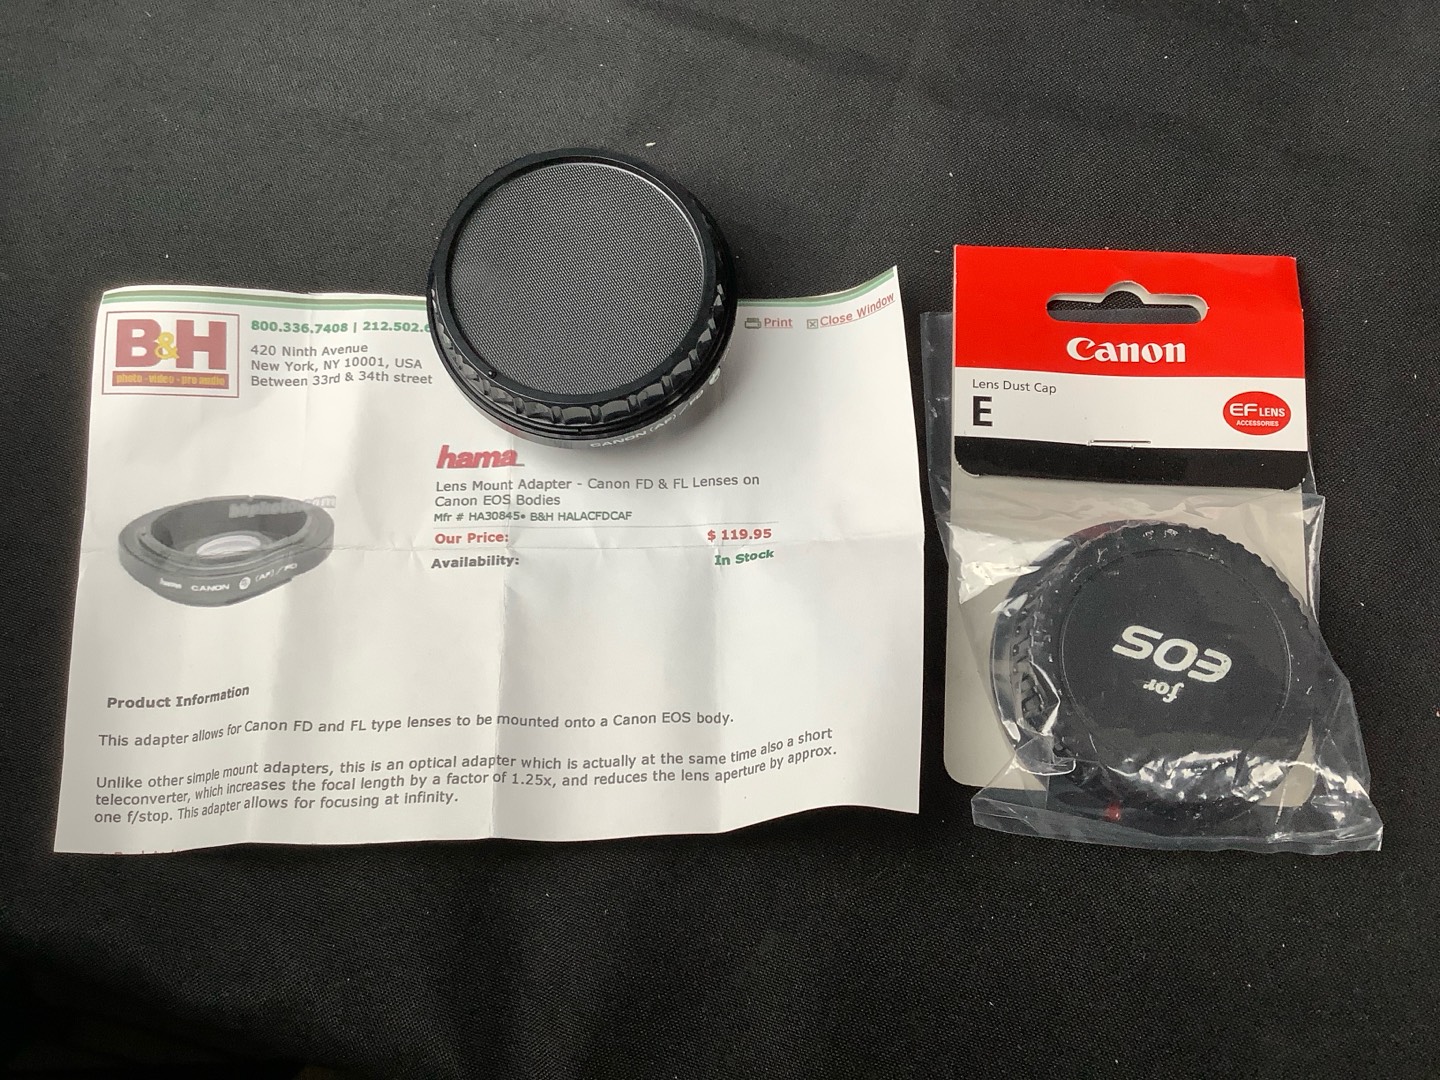 B&H
photo - video - pro audio
800.336.7408 | 212.502.6
420 Ninth Avenue
New York, NY 10001, USA
Between 33rd & 34th street
Print
Close Window
CANON (AF) / FD
hama
Lens Mount Adapter - Canon FD & FL Lenses on
Canon EOS Bodies
Mfr # HA30845• B&H HALACFDCAF
Our Price: $ 119.95
Availability: In Stock
hama CANON (AF) / FD
Product Information
This adapter allows for Canon FD and FL type lenses to be mounted onto a Canon EOS body.
Unlike other simple mount adapters, this is an optical adapter which is actually at the same time also a short
teleconverter, which increases the focal length by a factor of 1.25x, and reduces the lens aperture by approx.
one f/stop. This adapter allows for focusing at infinity.
Canon
Lens Dust Cap
E
EF LENS
ACCESSORIES
for
EOS